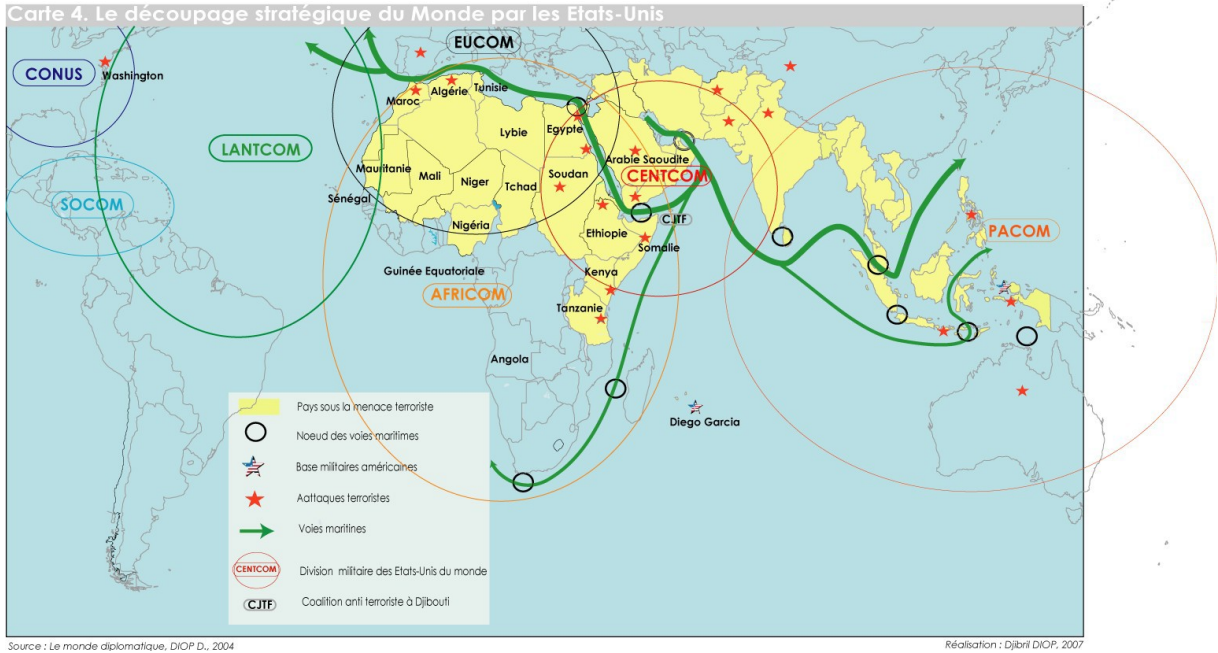 Carte 4. Le découpage stratégique du Monde par les Etats-Unis
CONUS
Washington
EUCOM
LANTCOM
SOCOM
Maroc
Algérie
Tunisie
Lybie
Egypte
Mauritanie
Mali
Niger
Tchad
Soudan
Arabie Saoudite
CENTCOM
Sénégal
Nigéria
Ethiopie
CJTF
Somalie
PACOM
Guinée Equatoriale
Kenya
AFRICOM
Tanzanie
Angola
Diego Garcia
Pays sous la menace terroriste
Noeud des voies maritimes
Base militaires américaines
Aattaques terroristes
Voies maritines
CENTCOM
Division militaire des Etats-Unis du monde
CJTF
Coalition anti terroriste à Djibouti
Source : Le monde diplomatique, DIOP D., 2004
Réalisation : Djibril DIOP, 2007